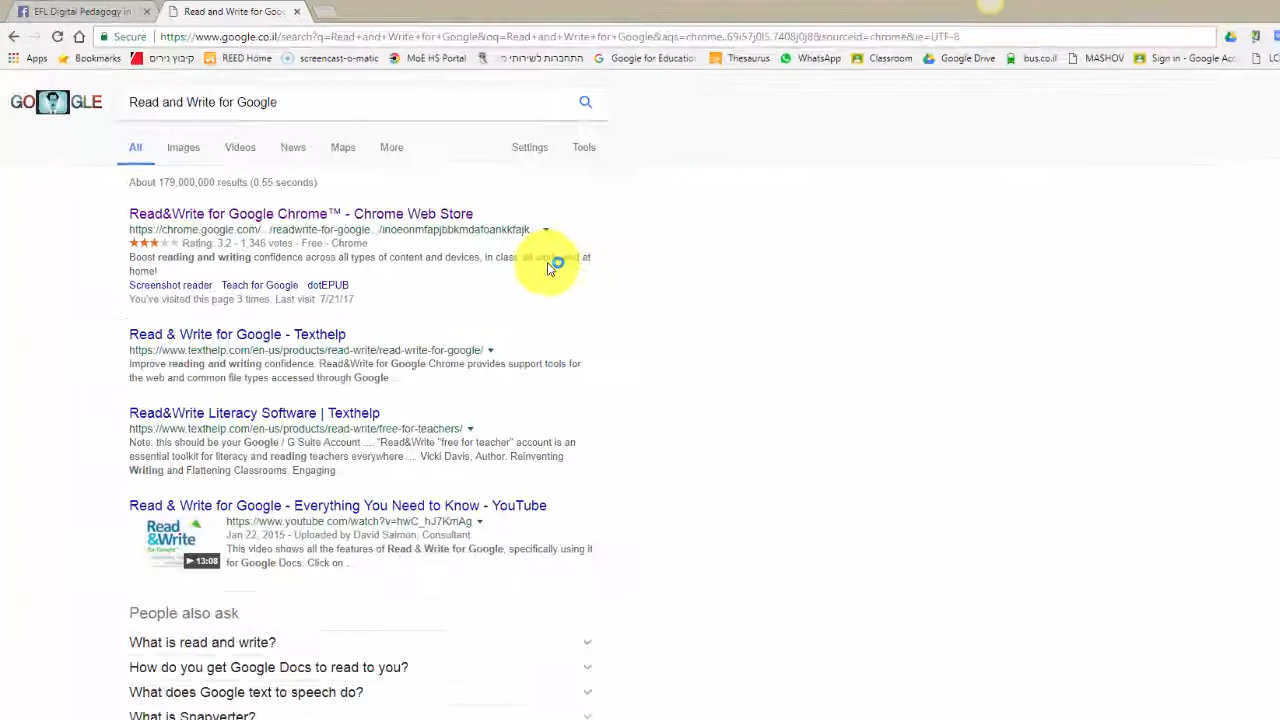 EFL Digital Pedagogy in
Read and Write for Goo
Secure
https://www.google.co.il/search?q=Read+and+Write+for+Google&oq=Read+and+Write+for+Google&aqs=chrome..69i57j0l5.7408j0j8&sourceid=chrome&ie=UTF-8
Apps Bookmarks קיבוץ נירים REED Home screencast-o-matic MoE HS Portal התחברות לשירותי Google for Educatio Thesaurus WhatsApp Classroom Google Drive bus.co.il MASHOV Sign in - Google Acc
GO GLE
Read and Write for Google
All Images Videos News Maps More Settings Tools
About 179,000,000 results (0.55 seconds)
Read&Write for Google Chrome™ - Chrome Web Store
https://chrome.google.com/.../readwrite-for-google.../inoeonmfapjbbkmdafoankkfajk...
Rating: 3.2 - 1,346 votes - Free - Chrome
Boost reading and writing confidence across all types of content and devices, in class, at work and at
home!
Screenshot reader Teach for Google dotEPUB
You've visited this page 3 times. Last visit: 7/21/17
Read & Write for Google - Texthelp
https://www.texthelp.com/en-us/products/read-write/read-write-for-google/
Improve reading and writing confidence. Read&Write for Google Chrome provides support tools for
the web and common file types accessed through Google ...
Read&Write Literacy Software | Texthelp
https://www.texthelp.com/en-us/products/read-write/free-for-teachers/
Note: this should be your Google / G Suite Account .... "Read&Write "free for teacher" account is an
essential toolkit for literacy and reading teachers everywhere. ... Vicki Davis, Author. Reinventing
Writing and Flattening Classrooms, Engaging
Read & Write for Google - Everything You Need to Know - YouTube
https://www.youtube.com/watch?v=hwC_hJ7KmAg
Jan 22, 2015 - Uploaded by David Salmon, Consultant
This video shows all the features of Read & Write for Google, specifically using it
for Google Docs. Click on ...
Read
&Write
for Google
13:08
People also ask
What is read and write?
How do you get Google Docs to read to you?
What does Google text to speech do?
What is Snapverter?